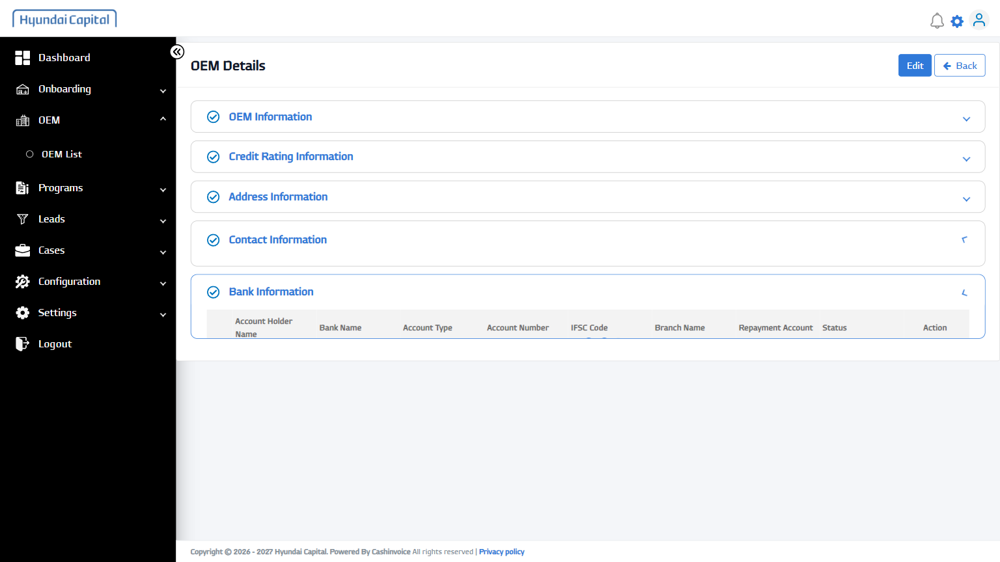 Hyundai Capital
Dashboard
Onboarding
OEM
OEM List
Programs
Leads
Cases
Configuration
Settings
Logout
OEM Details
Edit
Back
OEM Information
Credit Rating Information
Address Information
Contact Information
Bank Information
Account Holder Name
Bank Name
Account Type
Account Number
IFSC Code
Branch Name
Repayment Account
Status
Action
Copyright © 2026 - 2027 Hyundai Capital. Powered By Cashinvoice All rights reserved | Privacy policy